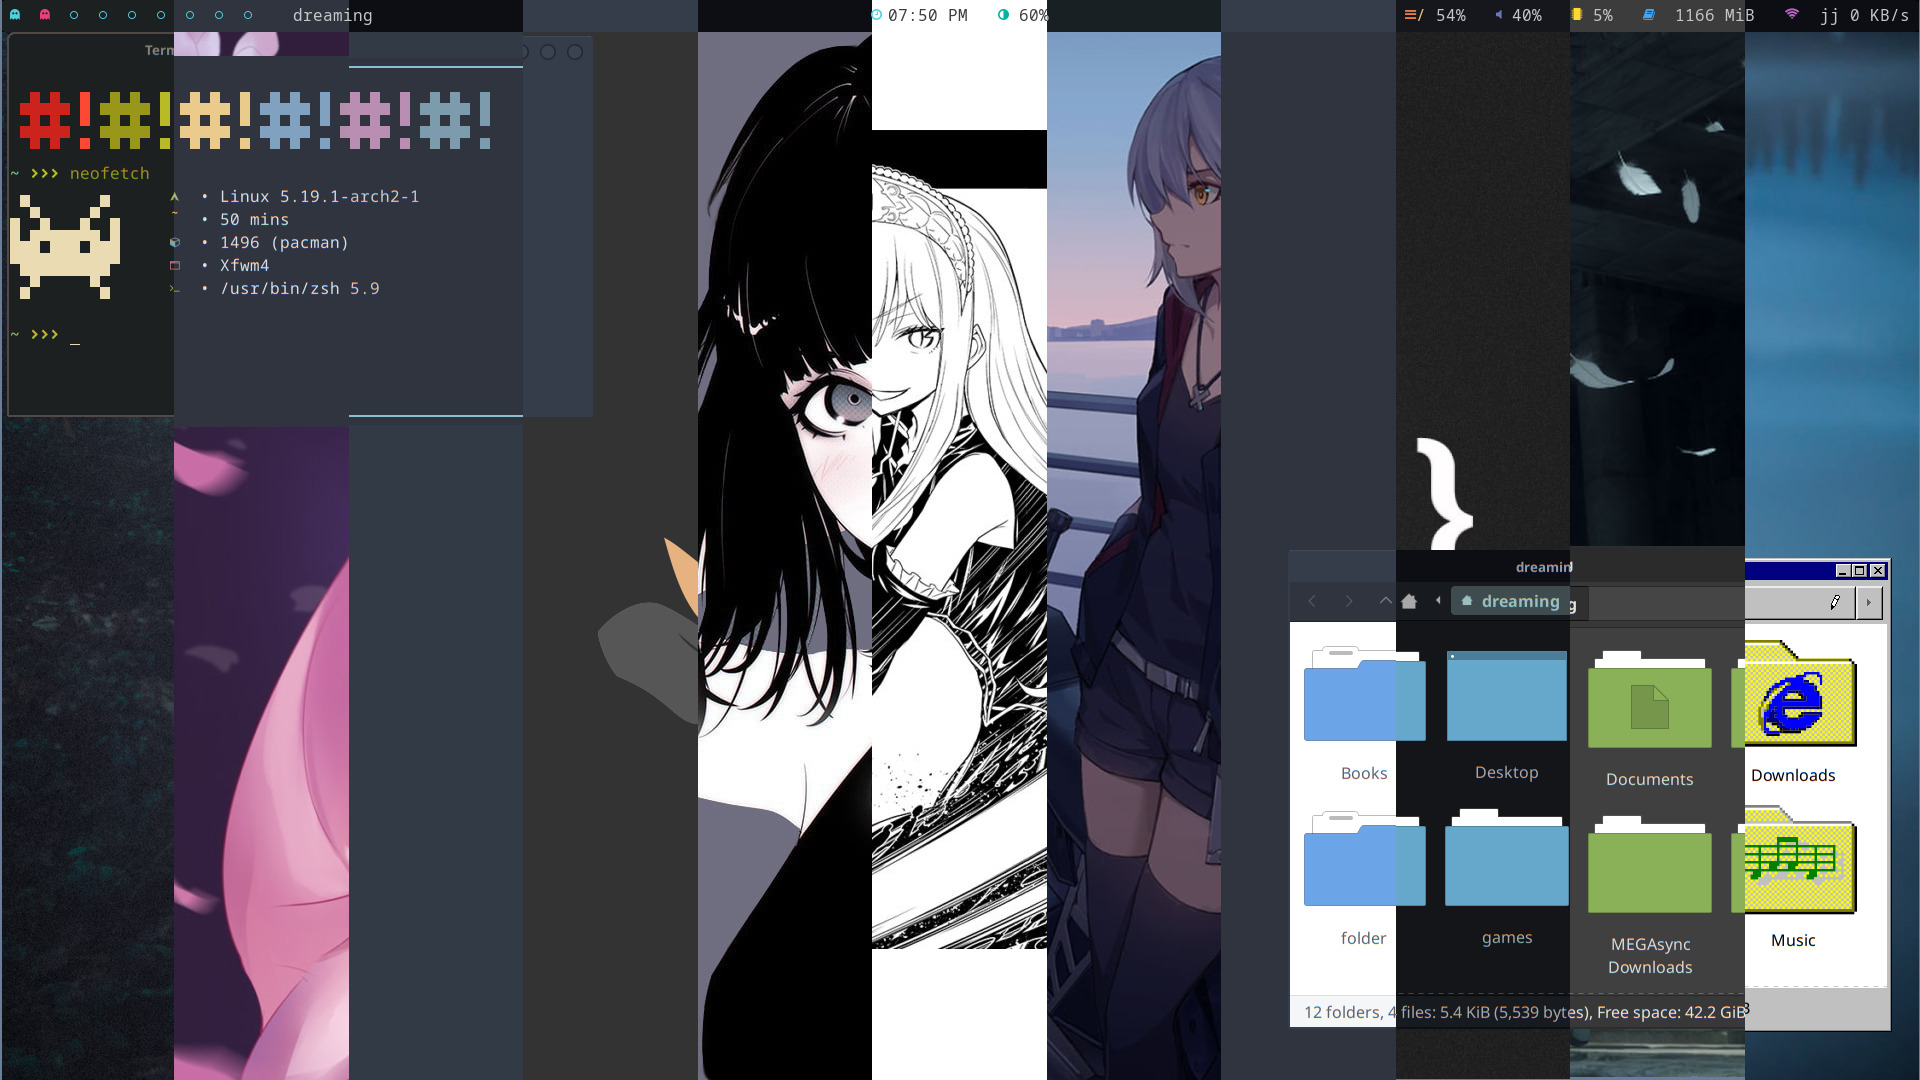 dreaming
07:50 PM
60%
54%
40%
5%
1166 MiB
jj 0 KB/s
Term
#!#!#!#!#!#!
~ >>> neofetch
• Linux 5.19.1-arch2-1
• 50 mins
• 1496 (pacman)
• Xfwm4
• /usr/bin/zsh 5.9
~ >>> _
}
dreamin
dreaming
g
Books
Desktop
Documents
Downloads
folder
games
MEGAsync
Downloads
Music
12 folders, 4 files: 5.4 KiB (5,539 bytes), Free space: 42.2 GiB